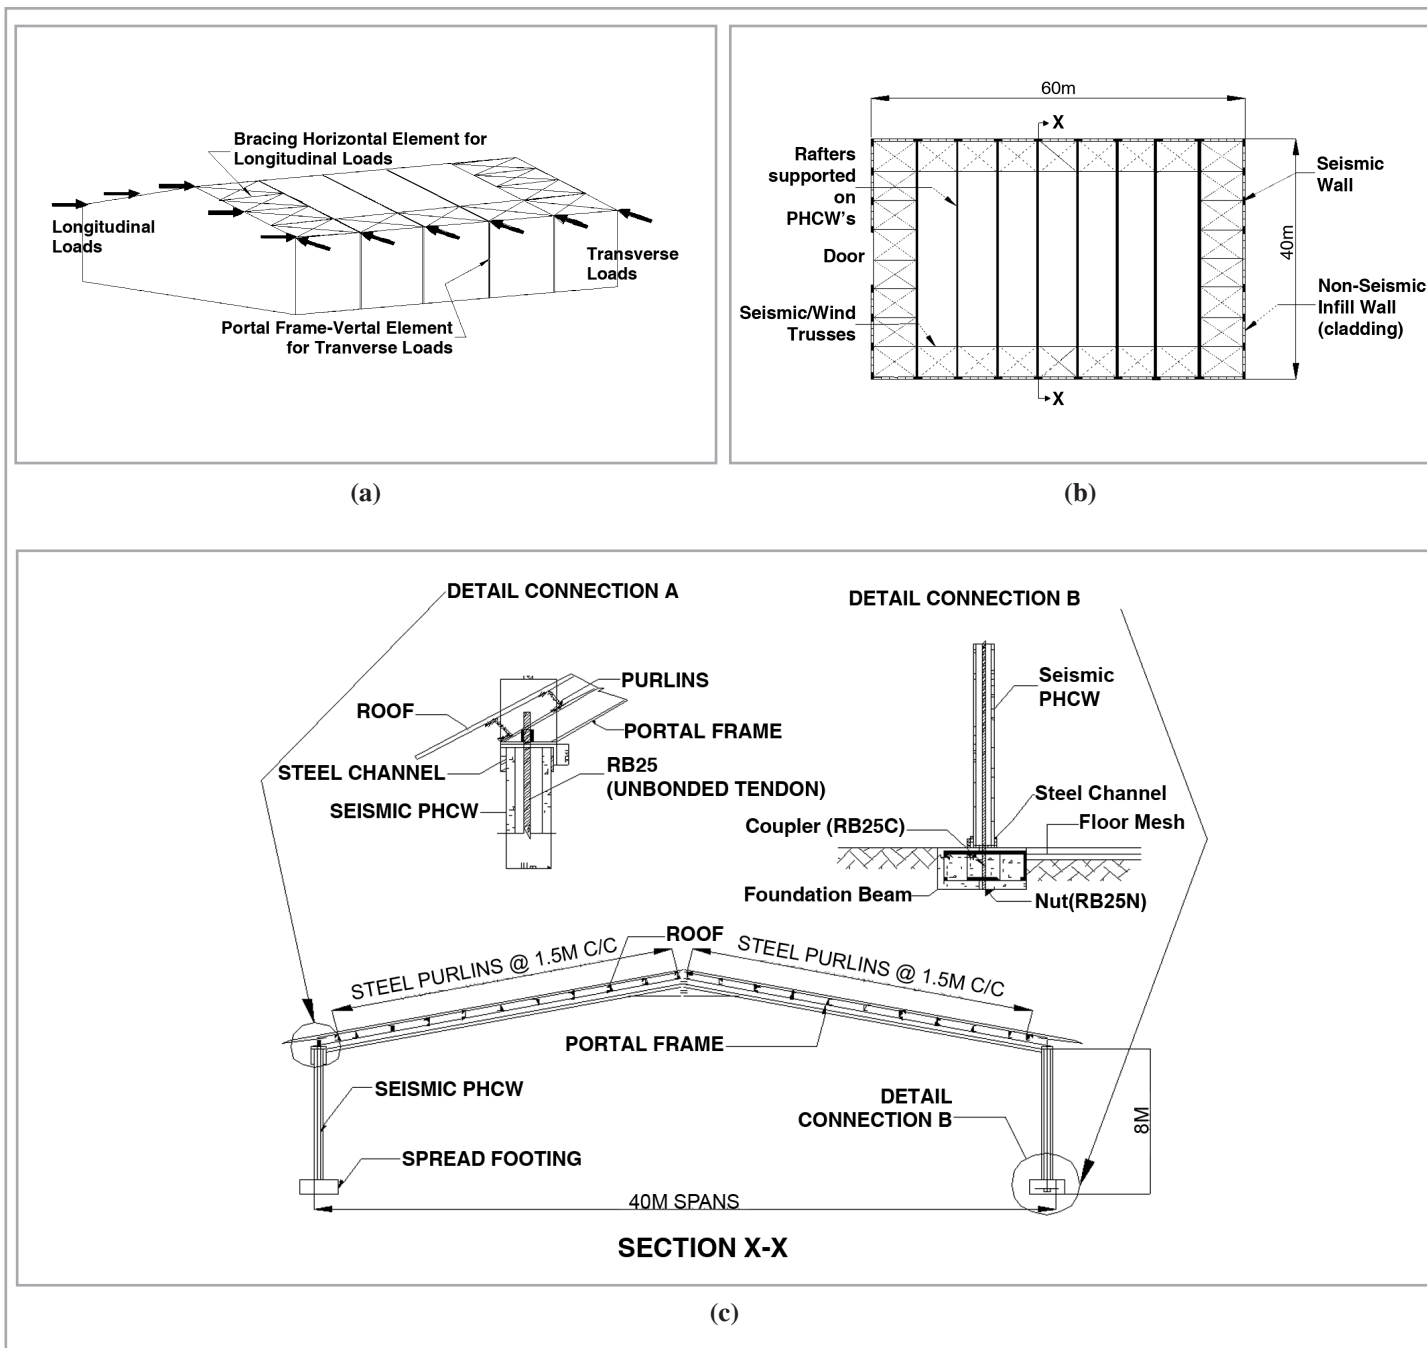 Bracing Horizontal Element for
Longitudinal Loads
Longitudinal
Loads
Transverse
Loads
Portal Frame-Vertal Element
for Tranverse Loads
(a)
60m
X
Rafters
supported
on
PHCW's
Door
Seismic/Wind
Trusses
Seismic
Wall
40m
Non-Seismic
Infill Wall
(cladding)
X
(b)
DETAIL CONNECTION A
DETAIL CONNECTION B
PURLINS
ROOF
PORTAL FRAME
STEEL CHANNEL
RB25
(UNBONDED TENDON)
SEISMIC PHCW
Seismic
PHCW
Steel Channel
Floor Mesh
Coupler (RB25C)
Foundation Beam
Nut(RB25N)
ROOF
STEEL PURLINS @ 1.5M C/C
STEEL PURLINS @ 1.5M C/C
PORTAL FRAME
SEISMIC PHCW
DETAIL
CONNECTION B
8M
SPREAD FOOTING
40M SPANS
SECTION X-X
(c)